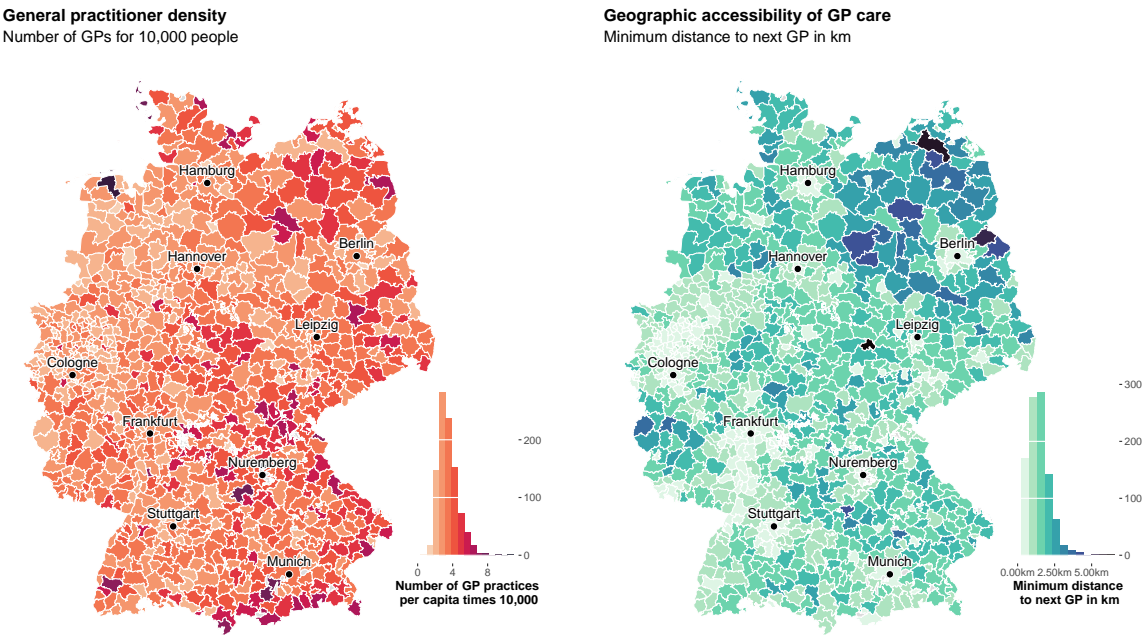 General practitioner density
Number of GPs for 10,000 people
Hamburg
Berlin
Hannover
Leipzig
Cologne
Frankfurt
Nuremberg
Stuttgart
Munich
200
100
0
0 4 8
Number of GP practices
per capita times 10,000
Geographic accessibility of GP care
Minimum distance to next GP in km
Hamburg
Berlin
Hannover
Leipzig
Cologne
Frankfurt
Nuremberg
Stuttgart
Munich
300
200
100
0
0.00km 2.50km 5.00km
Minimum distance
to next GP in km